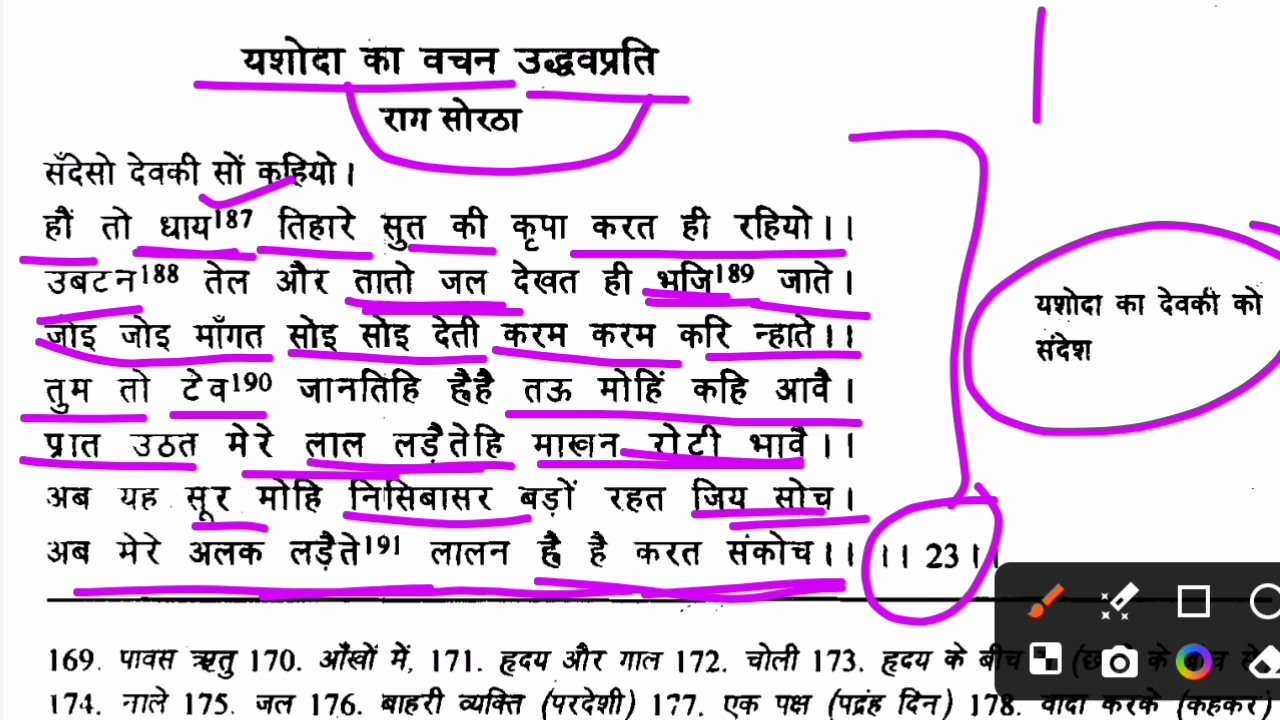 यशोदा का वचन उद्धवप्रति
राग सोरठा
सँदेसो देवकी सों कहियो।
हौं तो धाय187 तिहारे सुत की कृपा करत ही रहियो।।
उबटन188 तेल और तातो जल देखत ही भजि189 जाते।
जोइ जोइ माँगत सोइ सोइ देती करम करम करि न्हाते।।
तुम तो टेव190 जानतिहि ह्वैहै तऊ मोहिं कहि आवै।
प्रात उठत मेरे लाल लड़ैतेहि माखन रोटी भावै।।
अब यह सूर मोहि निसिबासर बड़ों रहत जिय सोच।
अब मेरे अलक लड़ैते191 लालन ह्वै है करत संकोच।। ।। 23।।
यशोदा का देवकी को
संदेश
169. पावस ऋतु 170. आँखों में, 171. हृदय और गाल 172. चोली 173. हृदय के बीच
174. नाले 175. जल 176. बाहरी व्यक्ति (परदेशी) 177. एक पक्ष (पद्रंह दिन) 178. वादा करके (कहकर)